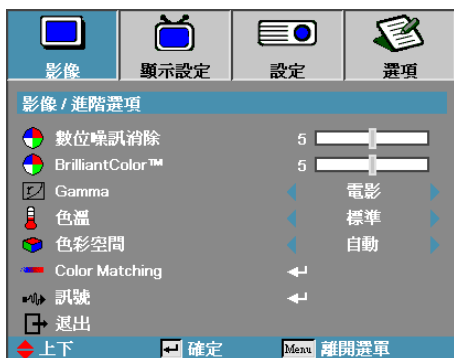 影像 顯示設定 設定 選項
影像 / 進階選項
數位噪訊消除 5
BrilliantColor™ 5
Gamma 電影
色溫 標準
色彩空間 自動
Color Matching
訊號
退出
上下 確定 Menu 離開選單